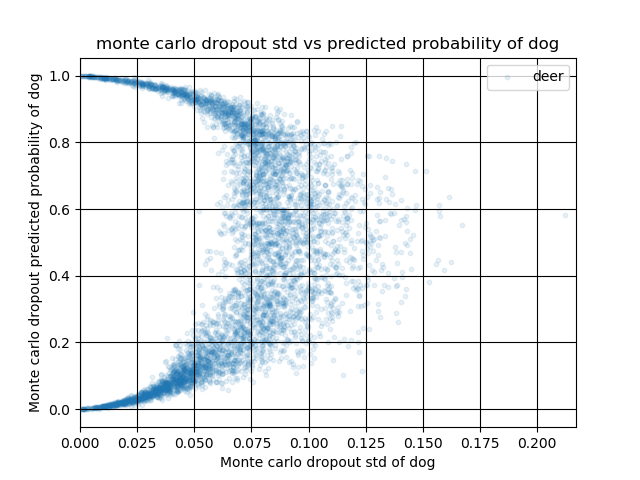 monte carlo dropout std vs predicted probability of dog
deer
Monte carlo dropout predicted probability of dog
1.0
0.8
0.6
0.4
0.2
0.0
0.000 0.025 0.050 0.075 0.100 0.125 0.150 0.175 0.200
Monte carlo dropout std of dog